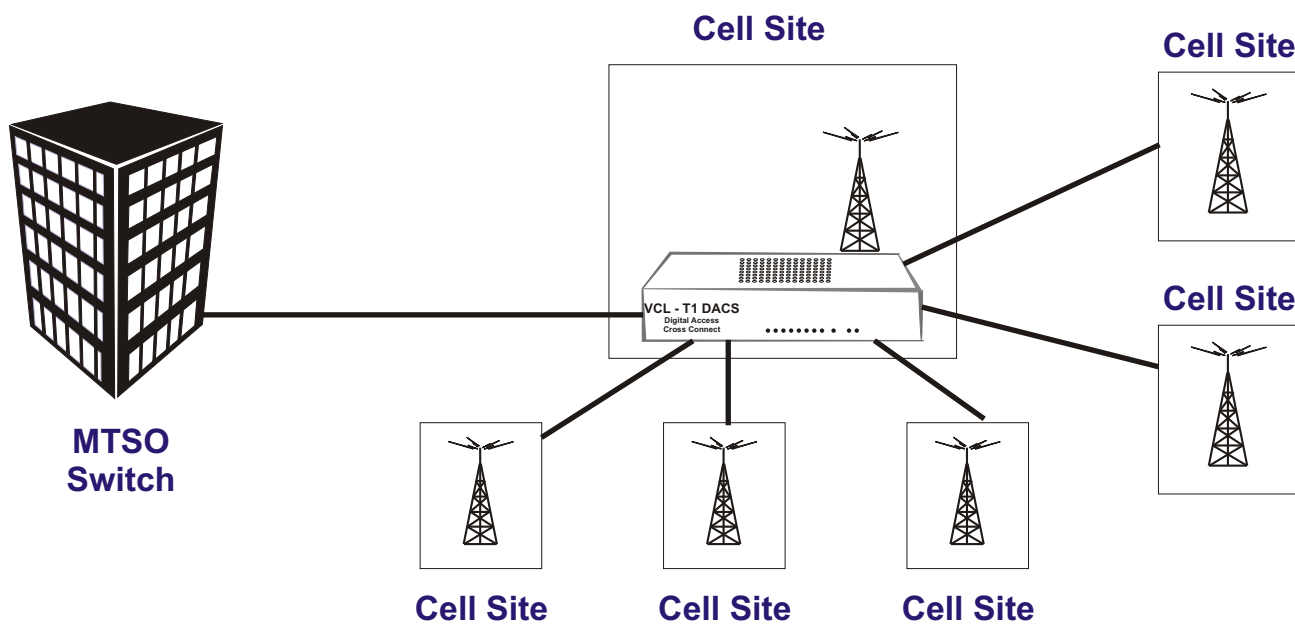 Cell Site
Cell Site
VCL - T1 DACS
Digital Access
Cross Connect
Cell Site
MTSO
Switch
Cell Site
Cell Site
Cell Site